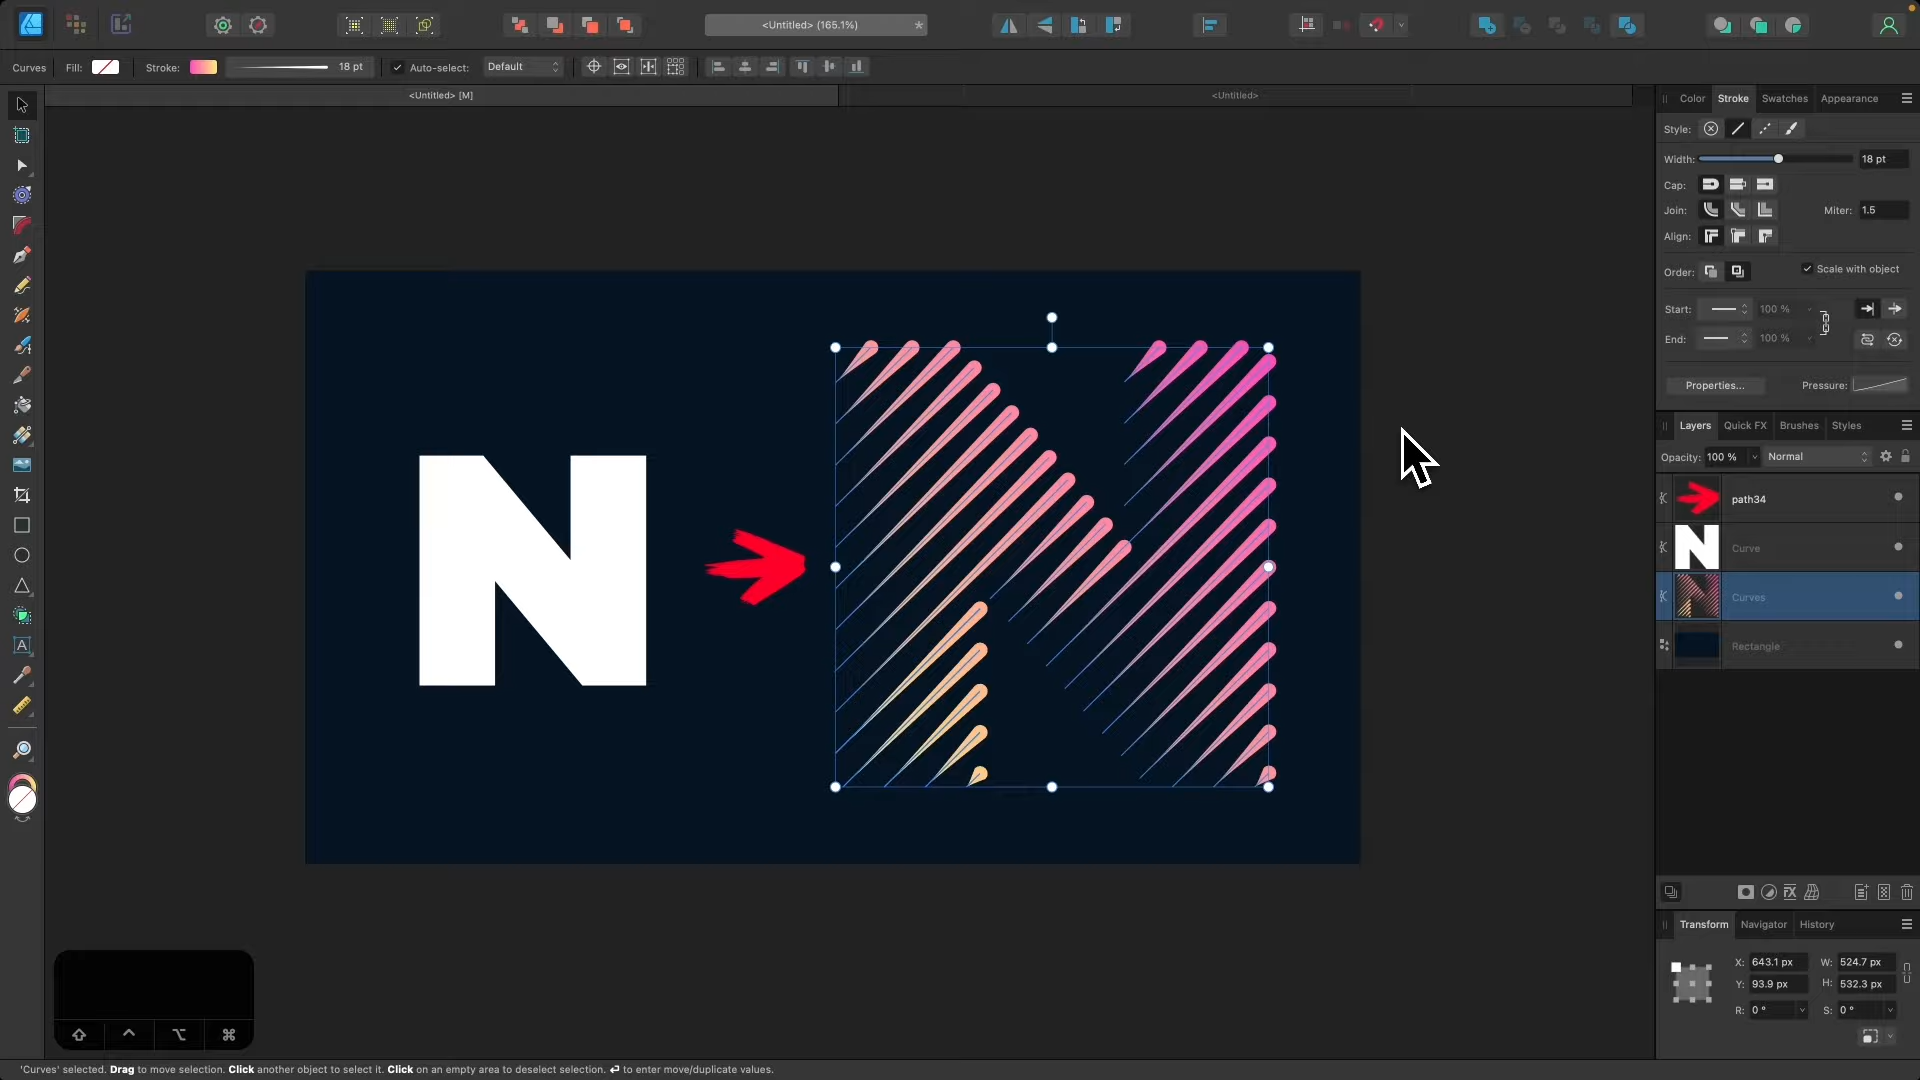 <Untitled> (165.1%)
*
Curves
Fill:
Stroke:
18 pt
Auto-select:
Default
<Untitled> [M]
<Untitled>
Color
Stroke
Swatches
Appearance
Style:
Width:
18 pt
Cap:
Join:
Miter:
1.5
Align:
Order:
Scale with object
Start:
100 %
End:
100 %
Properties...
Pressure:
Layers
Quick FX
Brushes
Styles
Opacity:
100 %
Normal
path34
Curve
Curves
Rectangle
N
N
Transform
Navigator
History
X:
643.1 px
W:
524.7 px
Y:
93.9 px
H:
532.3 px
R:
0 °
S:
0 °
'Curves' selected. Drag to move selection. Click another object to select it. Click on an empty area to deselect selection. ↵ to enter move/duplicate values.